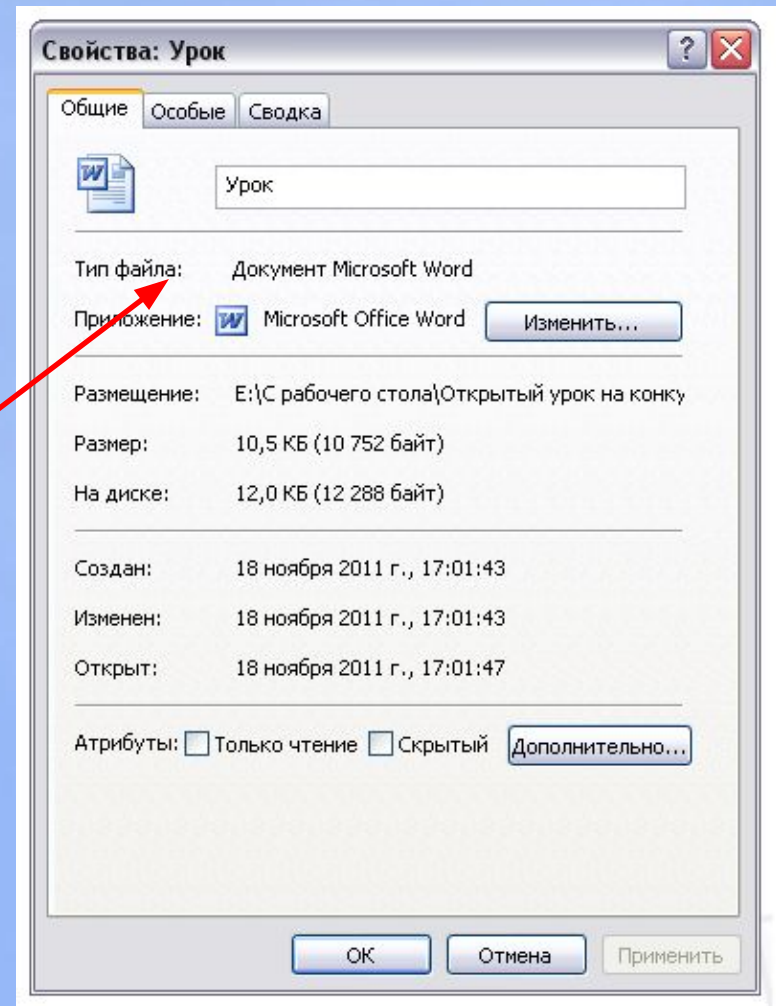 Свойства: Урок
Общие Особые Сводка
Урок
Тип файла: Документ Microsoft Word
Приложение: Microsoft Office Word Изменить...
Размещение: E:\С рабочего стола\Открытый урок на конку
Размер: 10,5 КБ (10 752 байт)
На диске: 12,0 КБ (12 288 байт)
Создан: 18 ноября 2011 г., 17:01:43
Изменен: 18 ноября 2011 г., 17:01:43
Открыт: 18 ноября 2011 г., 17:01:47
Атрибуты: Только чтение Скрытый Дополнительно...
ОК Отмена Применить